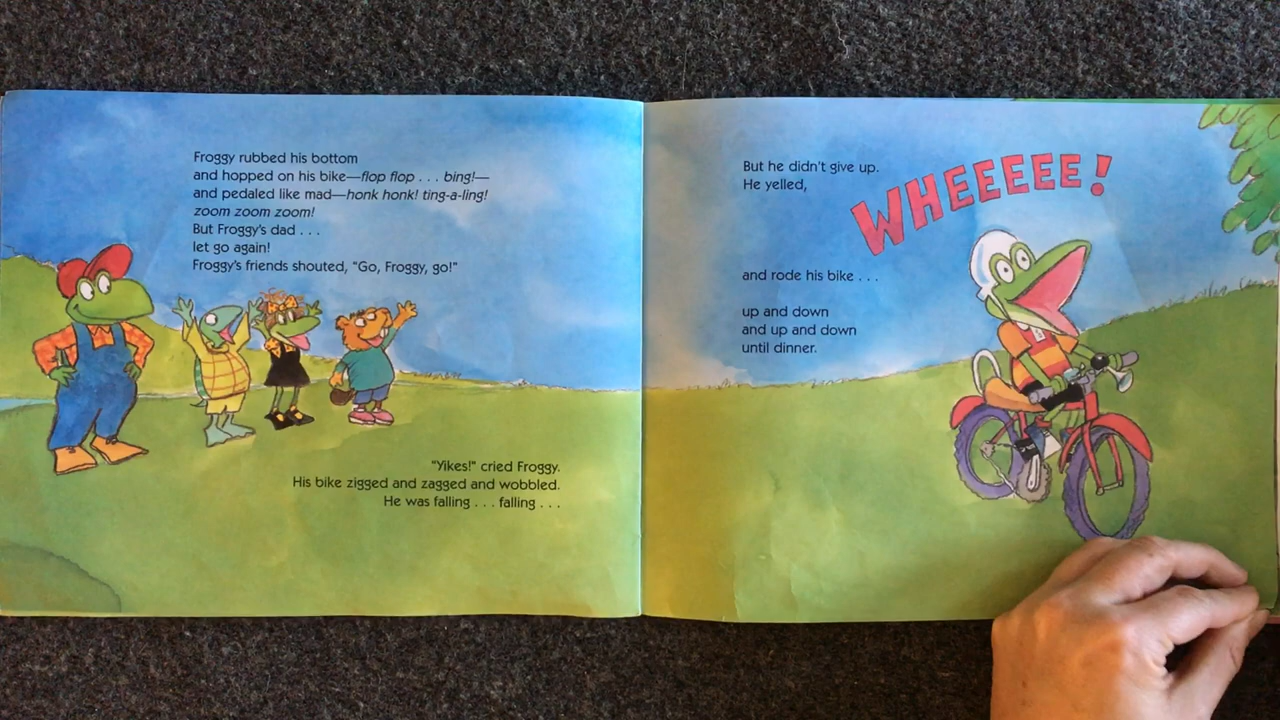 Froggy rubbed his bottom
and hopped on his bike—flop flop . . . bing!—
and pedaled like mad—honk honk! ting-a-ling!
zoom zoom zoom!
But Froggy's dad . . .
let go again!
Froggy's friends shouted, "Go, Froggy, go!"
"Yikes!" cried Froggy.
His bike zigged and zagged and wobbled.
He was falling . . . falling . . .
But he didn't give up.
He yelled,
WHEEEEE!
and rode his bike . . .
up and down
and up and down
until dinner.